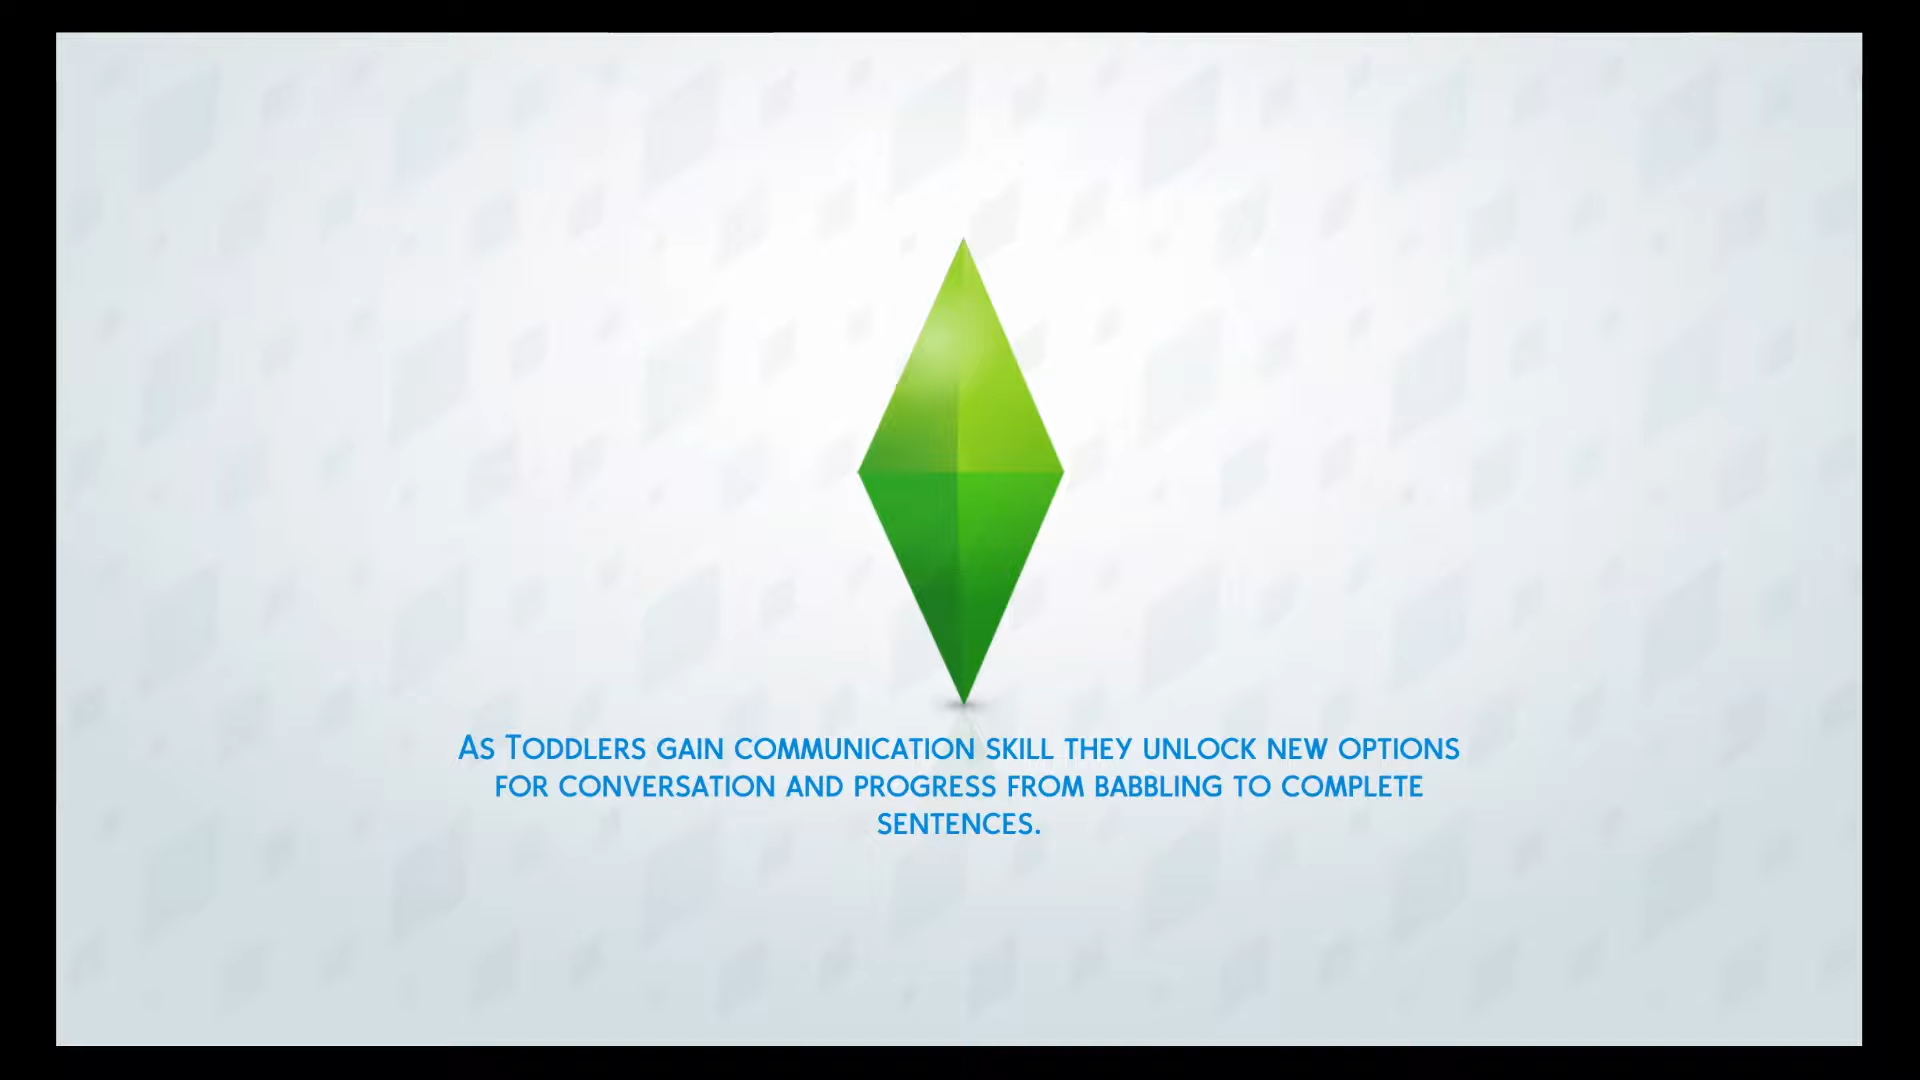 As Toddlers gain communication skill they unlock new options
for conversation and progress from babbling to complete
sentences.